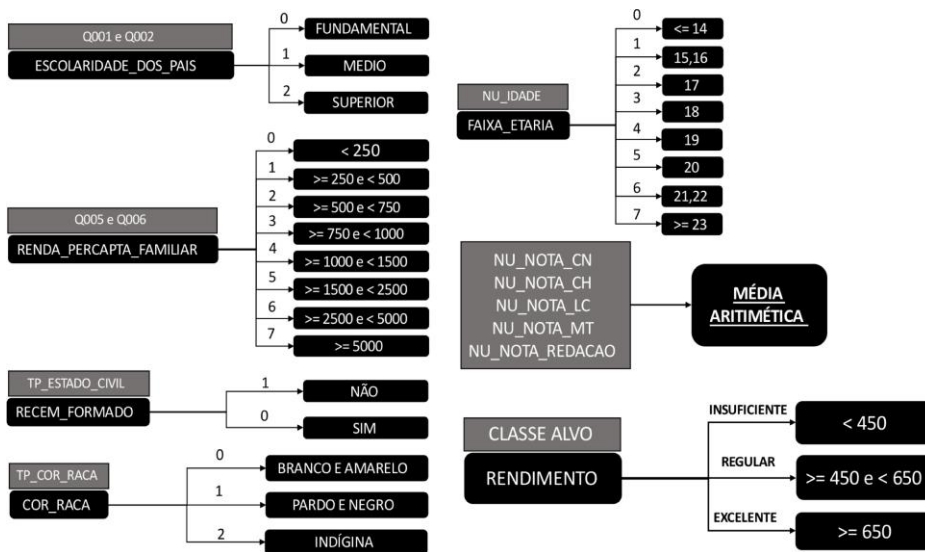 Q001 e Q002
ESCOLARIDADE_DOS_PAIS
0
FUNDAMENTAL
1
MEDIO
2
SUPERIOR
Q005 e Q006
RENDA_PERCAPTA_FAMILIAR
0
< 250
1
>= 250 e < 500
2
>= 500 e < 750
3
>= 750 e < 1000
4
>= 1000 e < 1500
5
>= 1500 e < 2500
6
>= 2500 e < 5000
7
>= 5000
TP_ESTADO_CIVIL
RECEM_FORMADO
1
NÃO
0
SIM
TP_COR_RACA
COR_RACA
0
BRANCO E AMARELO
1
PARDO E NEGRO
2
INDÍGINA
NU_IDADE
FAIXA_ETARIA
0
<= 14
1
15,16
2
17
3
18
4
19
5
20
6
21,22
7
>= 23
NU_NOTA_CN
NU_NOTA_CH
NU_NOTA_LC
NU_NOTA_MT
NU_NOTA_REDACAO
MÉDIA
ARITIMÉTICA
CLASSE ALVO
RENDIMENTO
INSUFICIENTE
< 450
REGULAR
>= 450 e < 650
EXCELENTE
>= 650